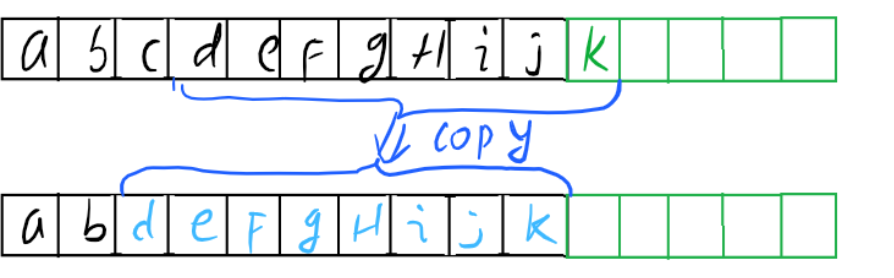 a b c d e F g H i j k
copy
a b d e F g H i j k